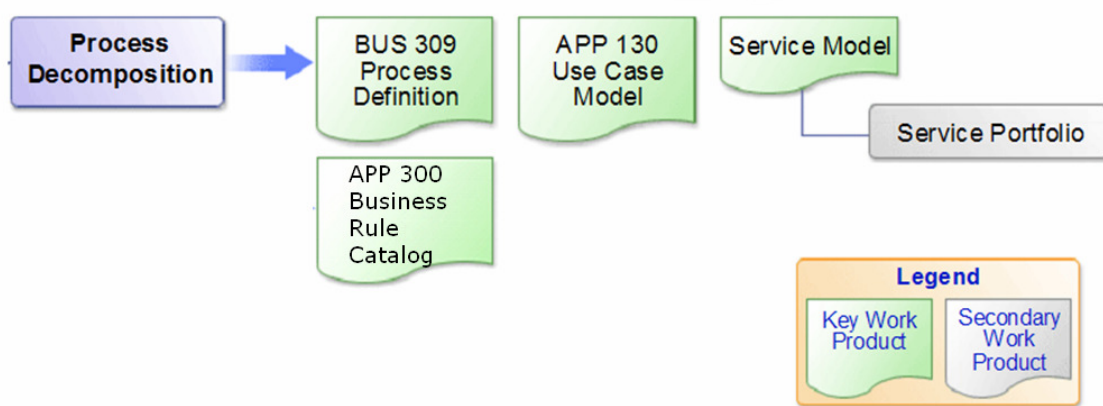 Process
Decomposition
BUS 309
Process
Definition
APP 130
Use Case
Model
Service Model
Service Portfolio
APP 300
Business
Rule
Catalog
Legend
Key Work
Product
Secondary
Work
Product